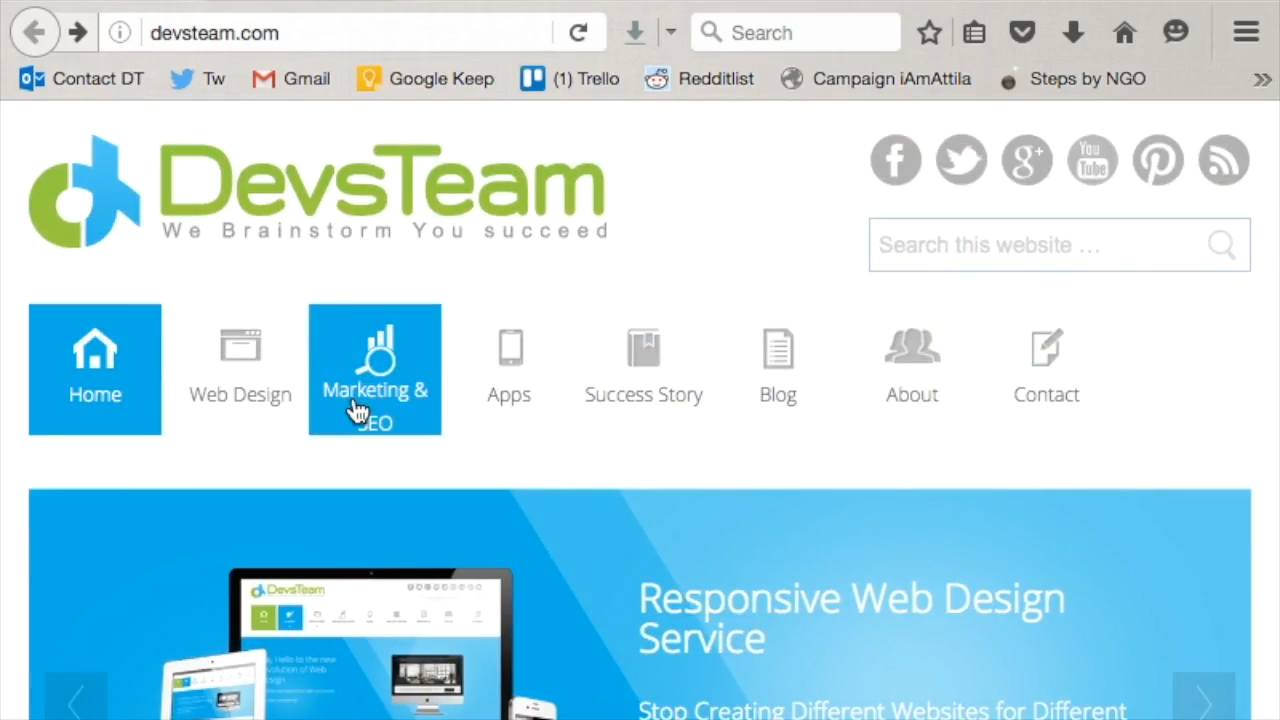 devsteam.com
Search
Contact DT
Tw
Gmail
Google Keep
(1) Trello
Redditlist
Campaign iAmAttila
Steps by NGO
DevsTeam
We Brainstorm You succeed
g+
You
Tube
Search this website ...
Home
Web Design
Marketing &
SEO
Apps
Success Story
Blog
About
Contact
DevsTeam
Responsive Web Design
Service
Stop Creating Different Websites for Different